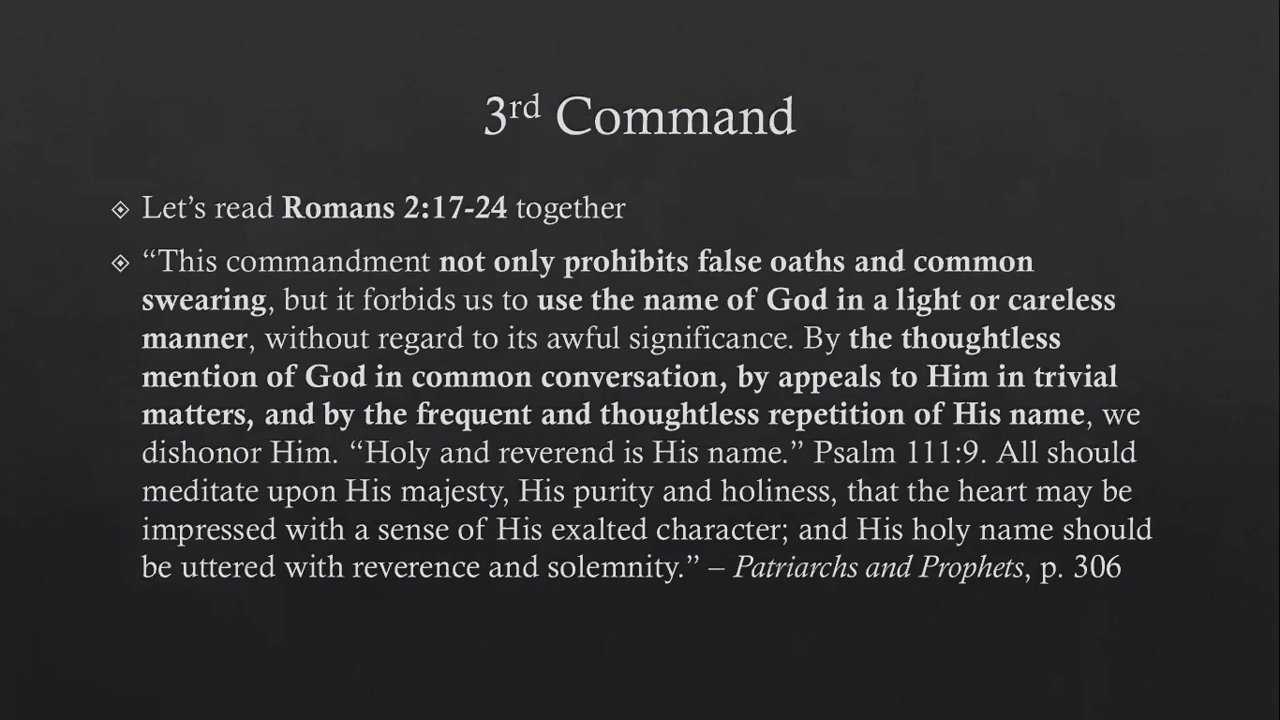 3rd Command
Let’s read Romans 2:17-24 together
“This commandment not only prohibits false oaths and common
swearing, but it forbids us to use the name of God in a light or careless
manner, without regard to its awful significance. By the thoughtless
mention of God in common conversation, by appeals to Him in trivial
matters, and by the frequent and thoughtless repetition of His name, we
dishonor Him. “Holy and reverend is His name.” Psalm 111:9. All should
meditate upon His majesty, His purity and holiness, that the heart may be
impressed with a sense of His exalted character; and His holy name should
be uttered with reverence and solemnity.” – Patriarchs and Prophets, p. 306